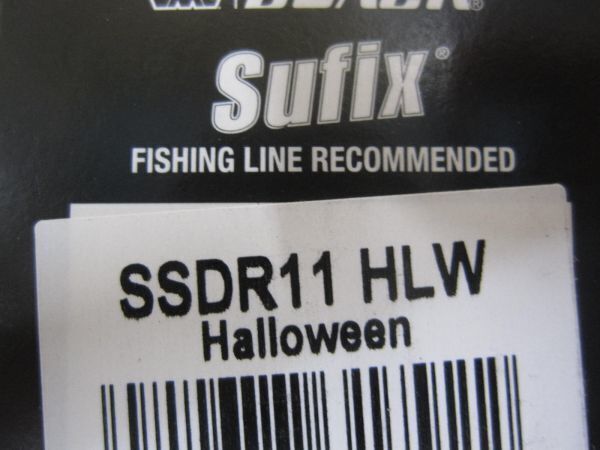 Sufix®
FISHING LINE RECOMMENDED
SSDR11 HLW
Halloween